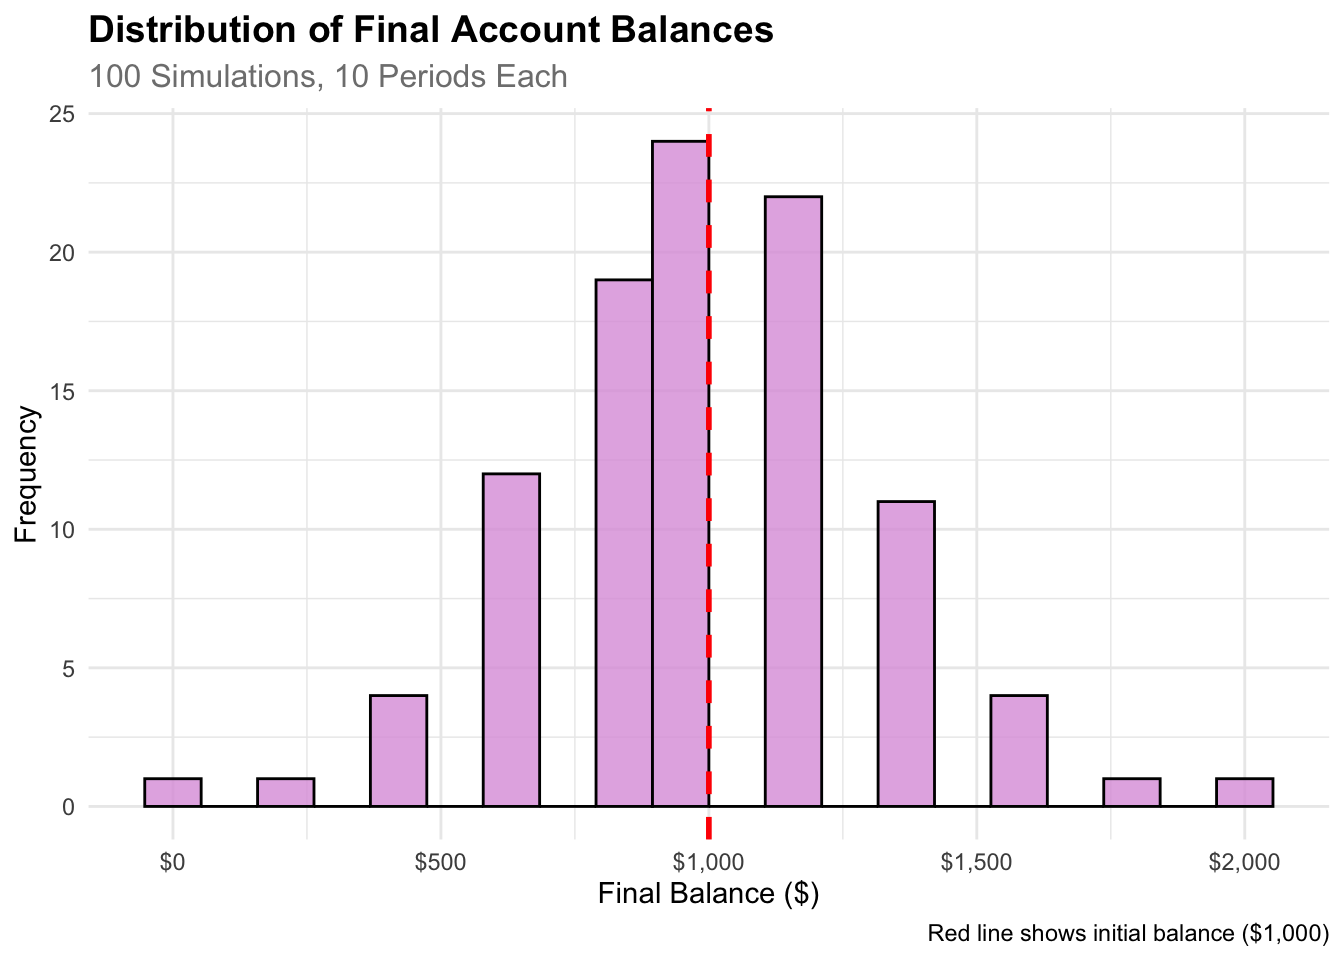 Distribution of Final Account Balances
100 Simulations, 10 Periods Each
25
20
15
10
5
0
Frequency
$0 $500 $1,000 $1,500 $2,000
Final Balance ($)
Red line shows initial balance ($1,000)